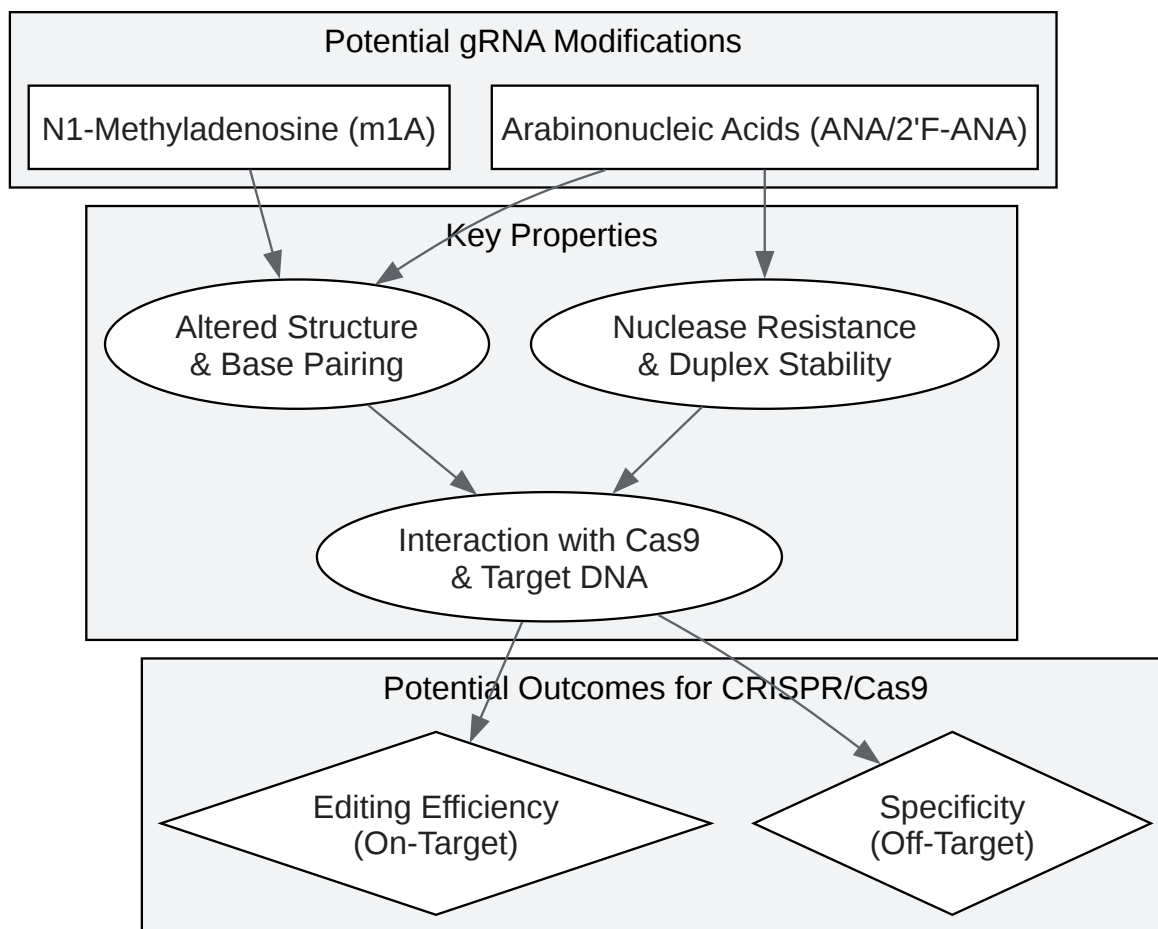 Potential gRNA Modifications
N1-Methyladenosine (m1A)
Arabinonucleic Acids (ANA/2'F-ANA)
Key Properties
Altered Structure
& Base Pairing
Nuclease Resistance
& Duplex Stability
Interaction with Cas9
& Target DNA
Potential Outcomes for CRISPR/Cas9
Editing Efficiency
(On-Target)
Specificity
(Off-Target)